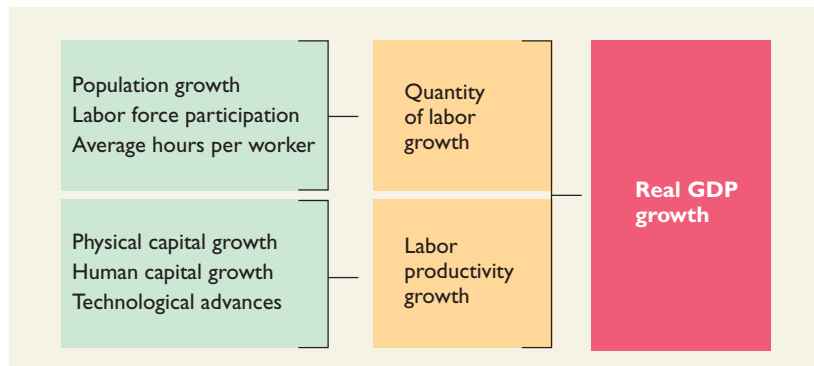 Population growth
Labor force participation
Average hours per worker
Quantity
of labor
growth
Physical capital growth
Human capital growth
Technological advances
Labor
productivity
growth
Real GDP
growth